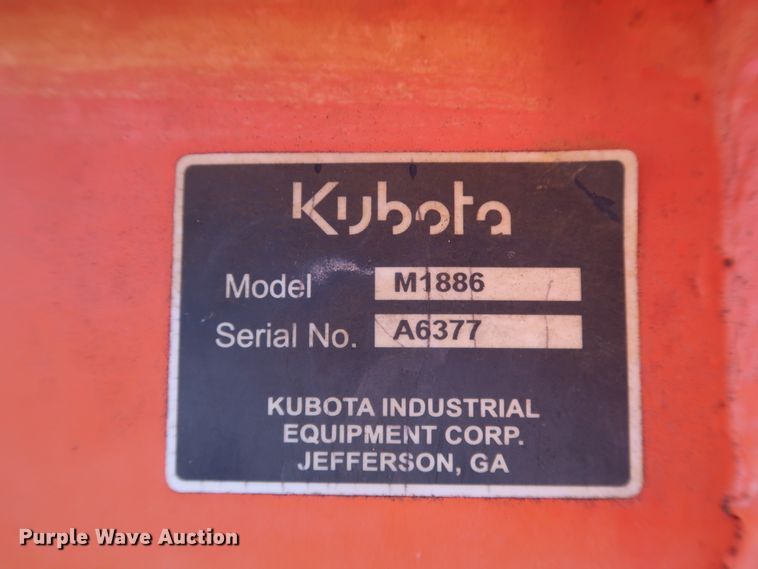 Kubota
Model M1886
Serial No. A6377
KUBOTA INDUSTRIAL
EQUIPMENT CORP.
JEFFERSON, GA
Purple Wave Auction